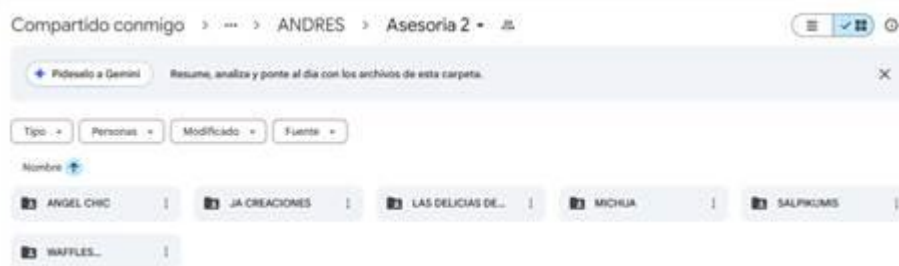 Compartido conmigo > ... > ANDRES > Asesoria 2
Pídeselo a Gemini Resume, analiza y ponte al día con los archivos de esta carpeta.
Tipo Personas Modificado Fuente
Nombre
ANGEL CHIC JA CREACIONES LAS DELICIAS DE... MICHUA SALPIKUMIS
WAFFLES...